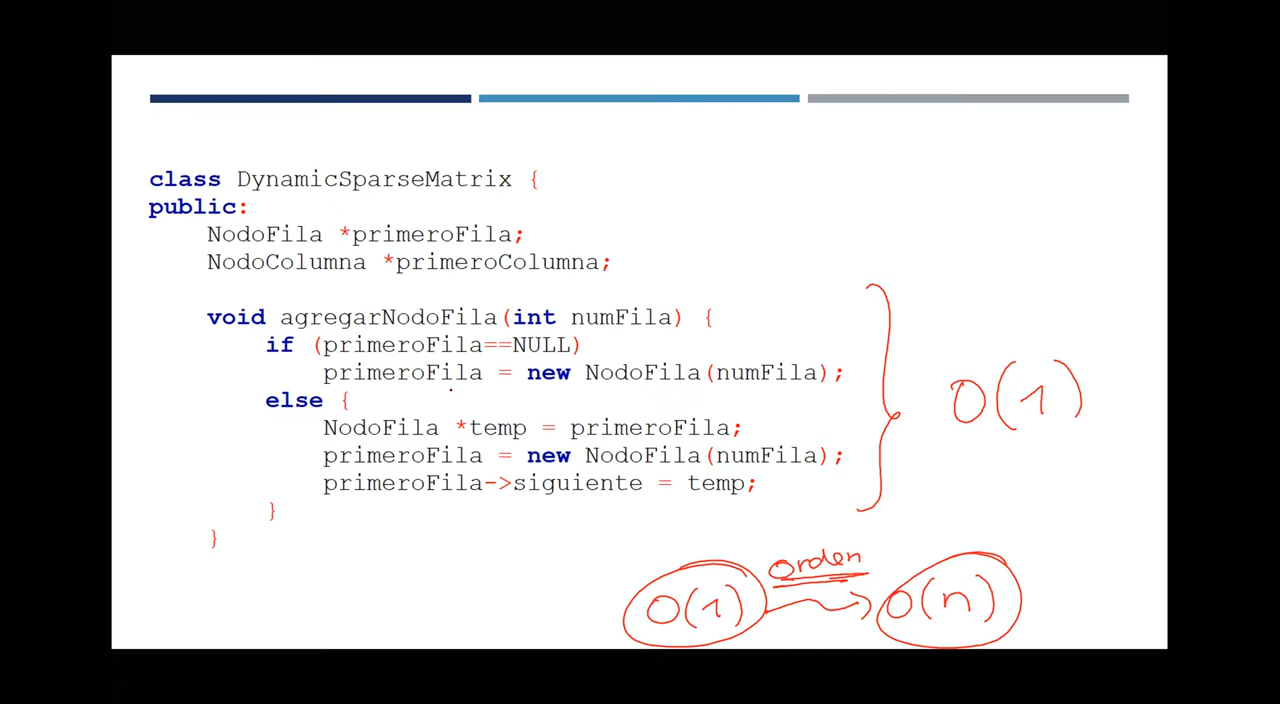 class DynamicSparseMatrix {
public:
NodoFila *primeroFila;
NodoColumna *primeroColumna;
void agregarNodoFila(int numFila) {
if (primeroFila==NULL)
primeroFila = new NodoFila(numFila);
else {
NodoFila *temp = primeroFila;
primeroFila = new NodoFila(numFila);
primeroFila->siguiente = temp;
}
}
O(1)
orden
O(1) O(n)